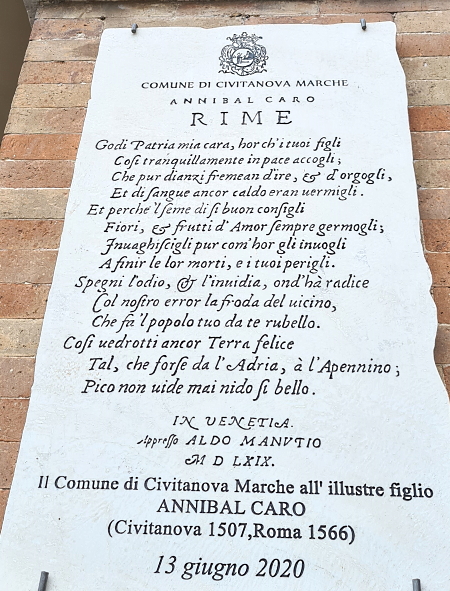 COMUNE DI CIVITANOVA MARCHE
ANNIBAL CARO
RIME
Godi Patria mia cara, hor ch'i tuoi figli
Coſi tranquillamente in pace accogli;
Che pur dianzi fremean d'ire, & d'orgogli,
Et di ſangue ancor caldo eran uermigli.
Et perche 'l ſeme di ſi buon conſigli
Fiori, & frutti d'Amor ſempre germogli;
Inuaghiſcigli pur com'hor gli inuogli
A finir le lor morti, e i tuoi perigli.
Spegni l'odio, & l'inuidia, ond'hà radice
Col noſtro error la froda del uicino,
Che fa 'l popolo tuo da te rubello.
Coſi uedrotti ancor Terra felice
Tal, che forſe da l'Adria, à l'Apennino;
Pico non uide mai nido ſi bello.
IN VENETIA.
Appreſſo ALDO MANVTIO
M D LXIX.
Il Comune di Civitanova Marche all' illustre figlio
ANNIBAL CARO
(Civitanova 1507,Roma 1566)
13 giugno 2020